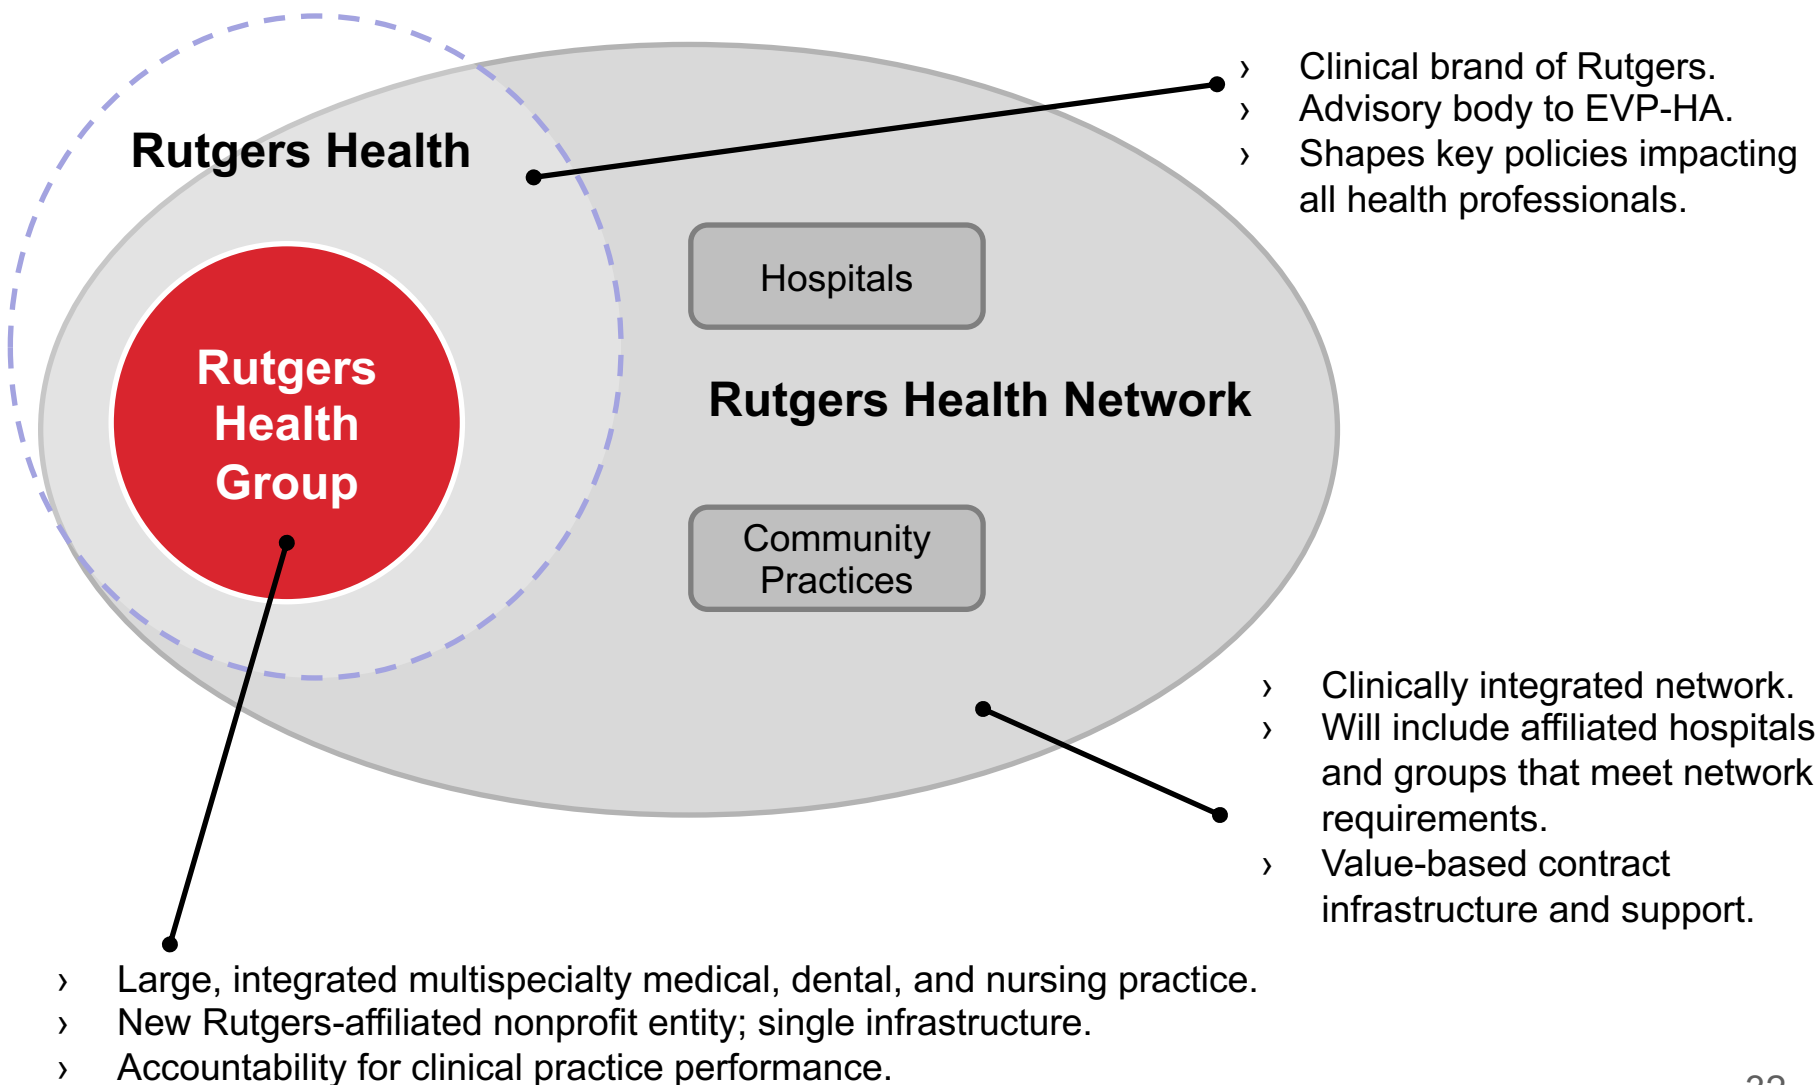 Rutgers Health
› Clinical brand of Rutgers.
› Advisory body to EVP-HA.
› Shapes key policies impacting
all health professionals.
Hospitals
Rutgers
Health
Group
Rutgers Health Network
Community
Practices
› Clinically integrated network.
› Will include affiliated hospitals
and groups that meet network
requirements.
› Value-based contract
infrastructure and support.
› Large, integrated multispecialty medical, dental, and nursing practice.
› New Rutgers-affiliated nonprofit entity; single infrastructure.
› Accountability for clinical practice performance.